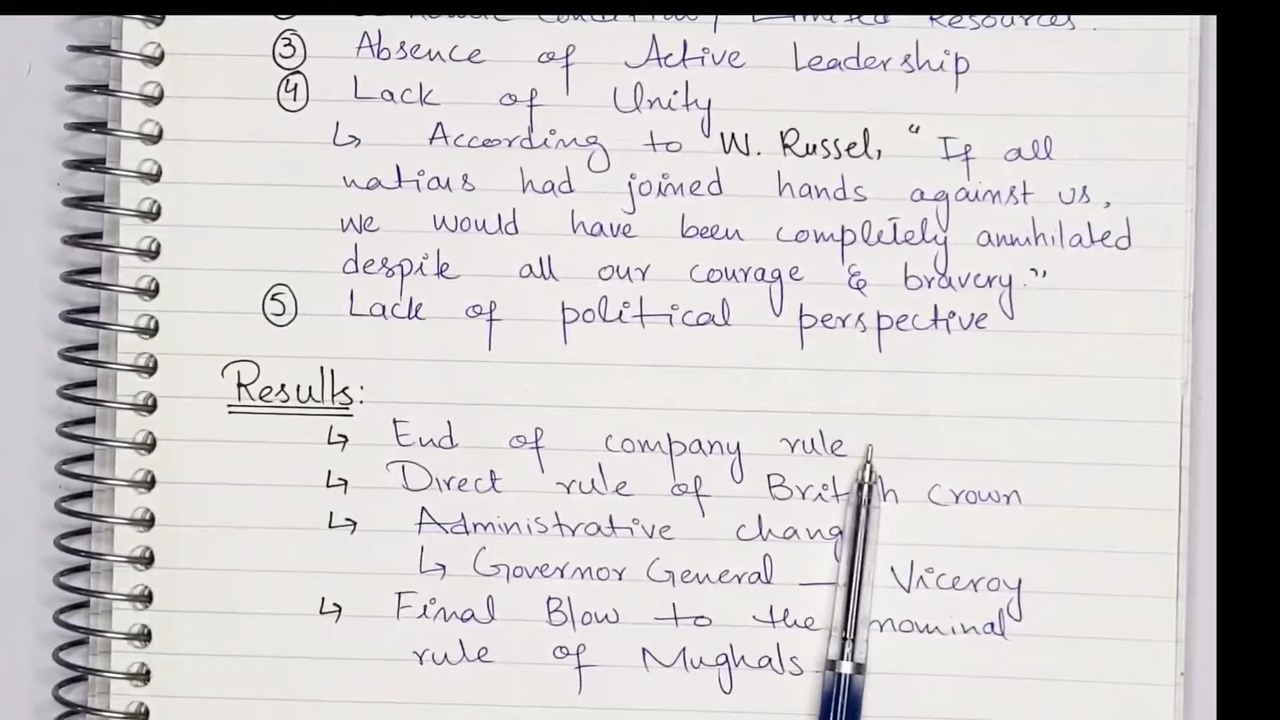 Limited Resources.
③ Absence of Active Leadership
④ Lack of Unity
↳ According to W. Russel, "If all
nations had joined hands against us,
we would have been completely annihilated
despite all our courage & bravery."
⑤ Lack of political perspective
Results:
↳ End of company rule
↳ Direct rule of British Crown
↳ Administrative chang
↳ Governor General — Viceroy
↳ Final Blow to the nominal
rule of Mughals